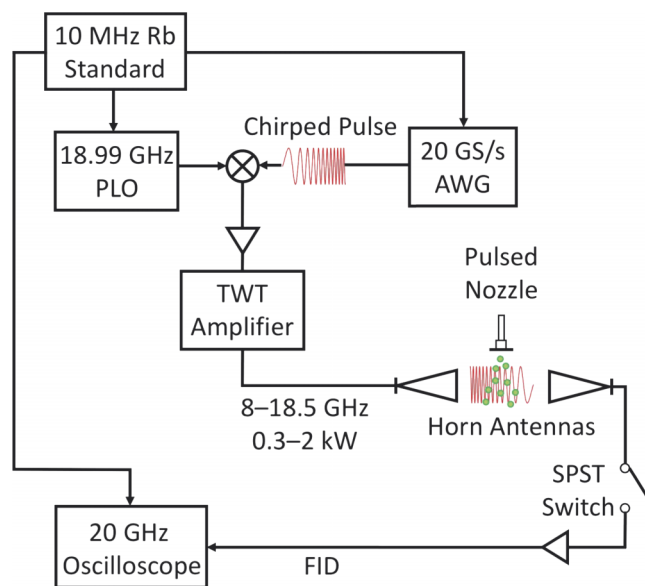 10 MHz Rb
Standard
18.99 GHz
PLO
Chirped Pulse
20 GS/s
AWG
TWT
Amplifier
Pulsed
Nozzle
8–18.5 GHz
0.3–2 kW
Horn Antennas
SPST
Switch
20 GHz
Oscilloscope
FID